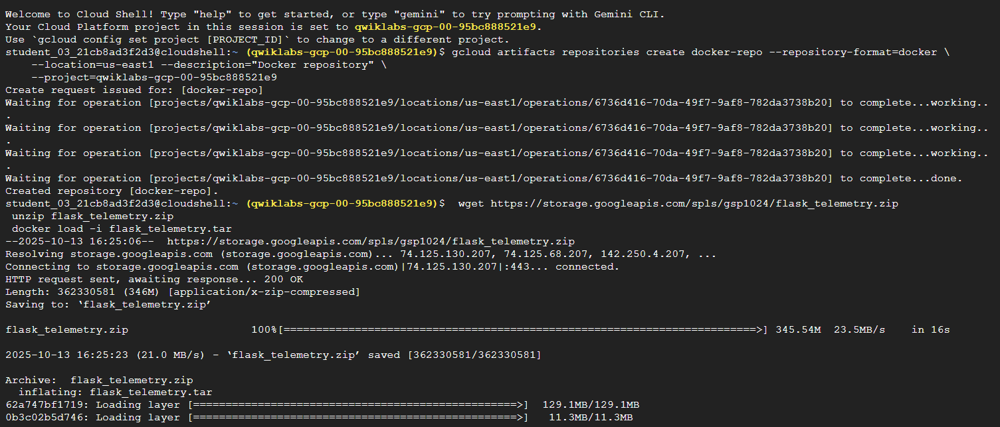 Welcome to Cloud Shell! Type "help" to get started, or type "gemini" to try prompting with Gemini CLI.
Your Cloud Platform project in this session is set to qwiklabs-gcp-00-95bc888521e9.
Use `gcloud config set project [PROJECT_ID]` to change to a different project.
student_03_21cb8ad3f2d3@cloudshell:~ (qwiklabs-gcp-00-95bc888521e9)$ gcloud artifacts repositories create docker-repo --repository-format=docker \
    --location=us-east1 --description="Docker repository" \
    --project=qwiklabs-gcp-00-95bc888521e9
Create request issued for: [docker-repo]
Waiting for operation [projects/qwiklabs-gcp-00-95bc888521e9/locations/us-east1/operations/6736d416-70da-49f7-9af8-782da3738b20] to complete...working..
.
Waiting for operation [projects/qwiklabs-gcp-00-95bc888521e9/locations/us-east1/operations/6736d416-70da-49f7-9af8-782da3738b20] to complete...working..
.
Waiting for operation [projects/qwiklabs-gcp-00-95bc888521e9/locations/us-east1/operations/6736d416-70da-49f7-9af8-782da3738b20] to complete...working..
.
Waiting for operation [projects/qwiklabs-gcp-00-95bc888521e9/locations/us-east1/operations/6736d416-70da-49f7-9af8-782da3738b20] to complete...done.
Created repository [docker-repo].
student_03_21cb8ad3f2d3@cloudshell:~ (qwiklabs-gcp-00-95bc888521e9)$  wget https://storage.googleapis.com/spls/gsp1024/flask_telemetry.zip
 unzip flask_telemetry.zip
 docker load -i flask_telemetry.tar
--2025-10-13 16:25:06--  https://storage.googleapis.com/spls/gsp1024/flask_telemetry.zip
Resolving storage.googleapis.com (storage.googleapis.com)... 74.125.130.207, 74.125.68.207, 142.250.4.207, ...
Connecting to storage.googleapis.com (storage.googleapis.com)|74.125.130.207|:443... connected.
HTTP request sent, awaiting response... 200 OK
Length: 362330581 (346M) [application/x-zip-compressed]
Saving to: ‘flask_telemetry.zip’
flask_telemetry.zip                   100%[=========================================================================>] 345.54M  23.5MB/s    in 16s
2025-10-13 16:25:23 (21.0 MB/s) - ‘flask_telemetry.zip’ saved [362330581/362330581]
Archive:  flask_telemetry.zip
  inflating: flask_telemetry.tar
62a747bf1719: Loading layer [==================================================>]  129.1MB/129.1MB
0b3c02b5d746: Loading layer [==================================================>]   11.3MB/11.3MB